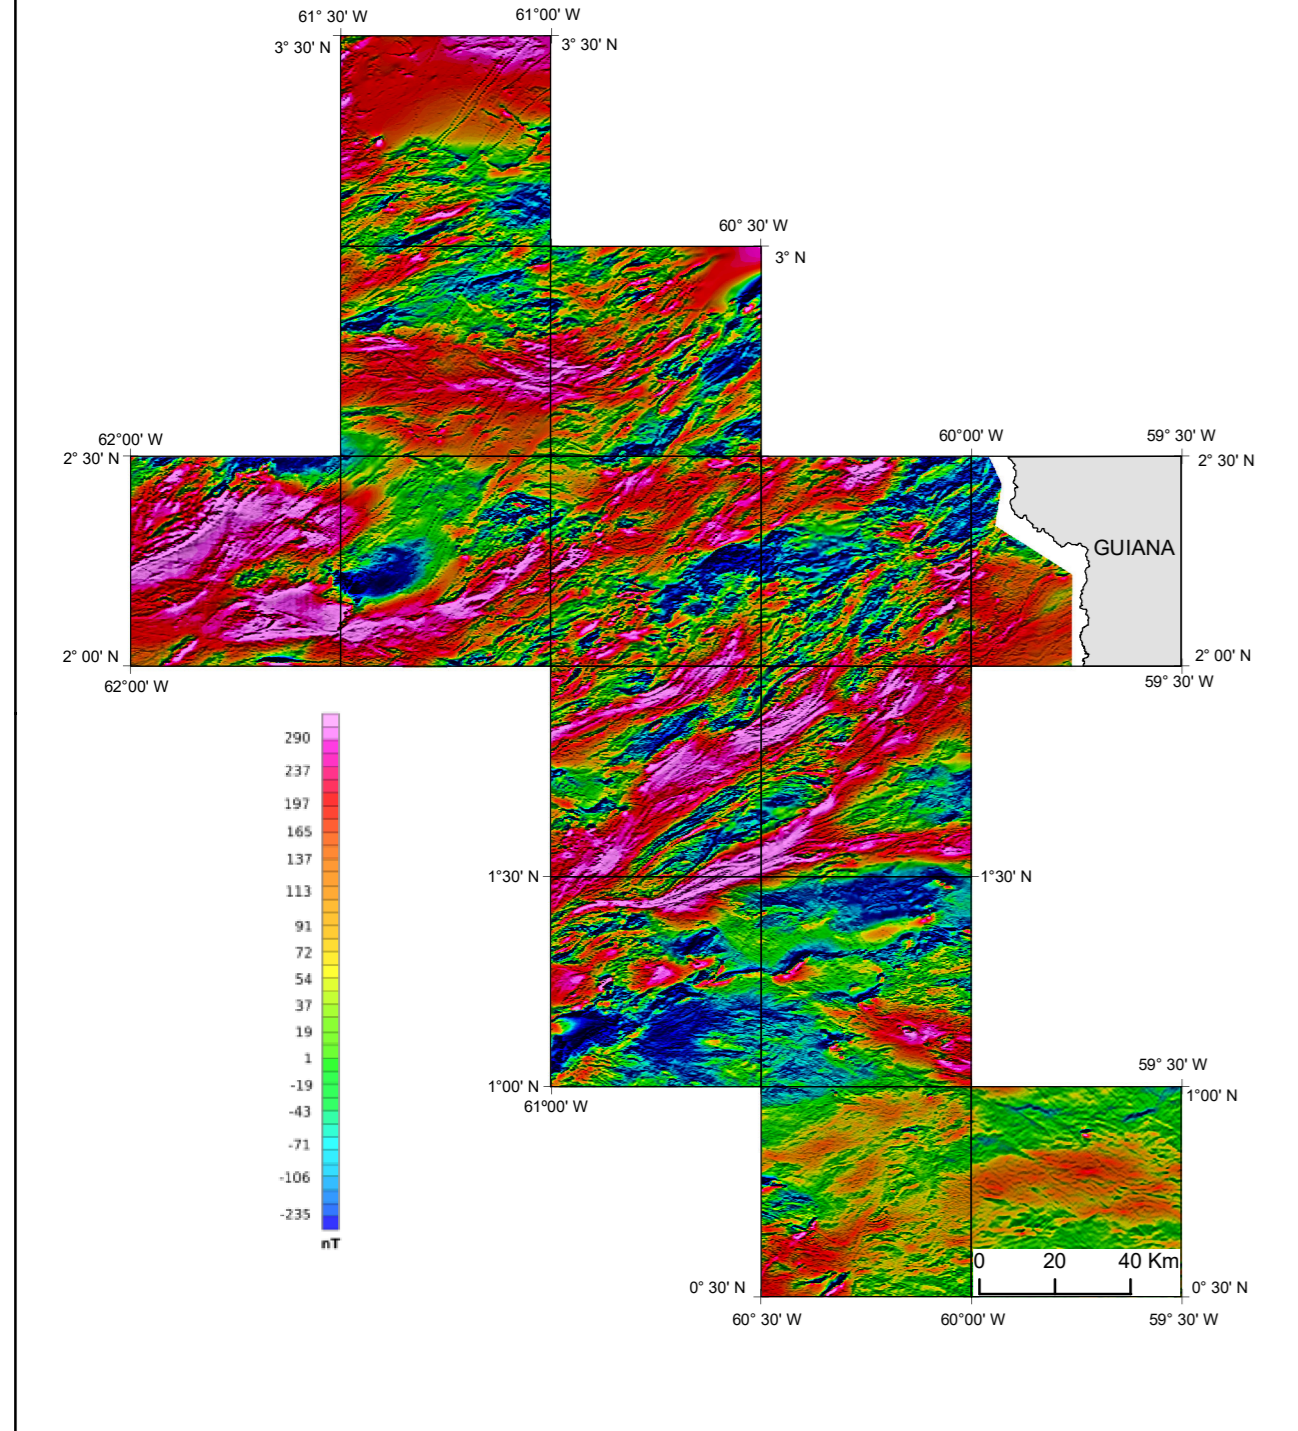 61° 30' W
61°00' W
3° 30' N
3° 30' N
60° 30' W
3° N
62°00' W
60°00' W
59° 30' W
2° 30' N
2° 30' N
GUIANA
2° 00' N
2° 00' N
62°00' W
59° 30' W
290
237
197
165
137
113
91
72
54
37
19
1
-19
-43
-71
-106
-235
nT
1°30' N
1°30' N
59° 30' W
1°00' N
1°00' N
61°00' W
0 20 40 Km
0° 30' N
0° 30' N
60° 30' W
60°00' W
59° 30' W